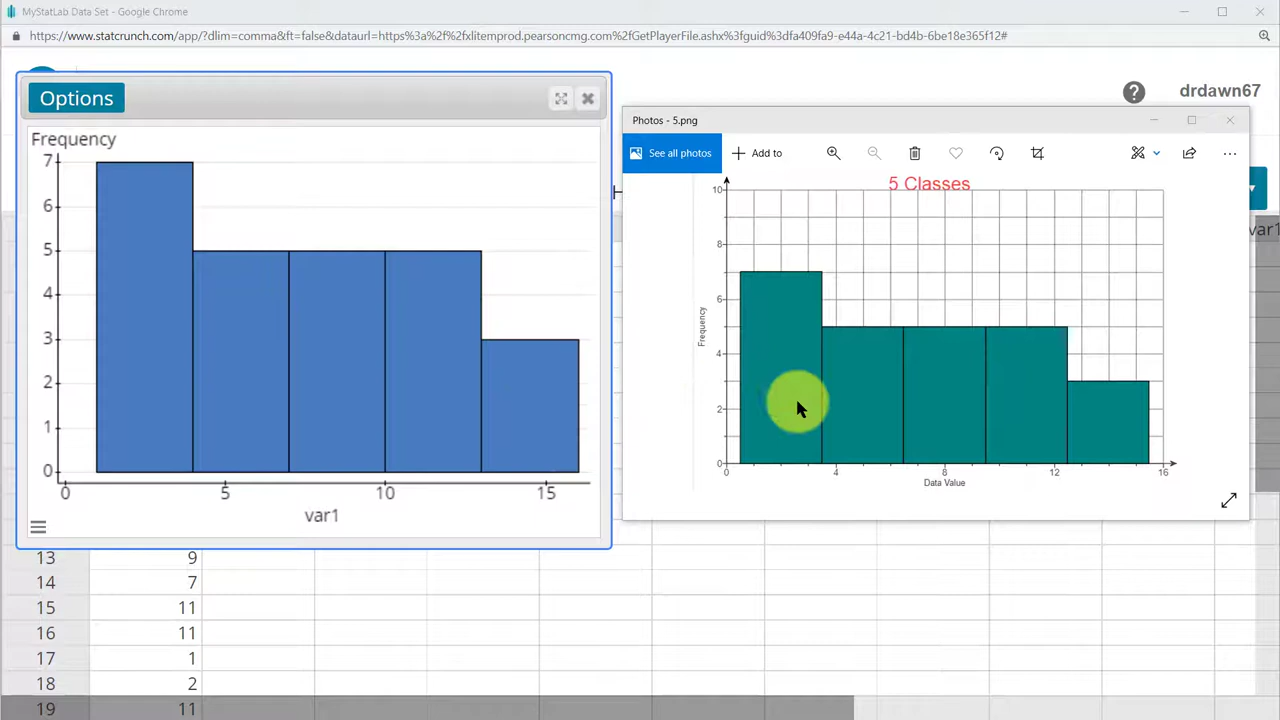 MyStatLab Data Set - Google Chrome
https://www.statcrunch.com/app/?dlim=comma&ft=false&dataurl=https%3a%2f%2fxlitemprod.pearsoncmg.com%2fGetPlayerFile.ashx%3fguid%3dfa409fa9-e44a-4c21-bd4b-6be18e365f12#
Options
? drdawn67
Photos - 5.png
See all photos
Add to
Frequency
7
6
5
4
3
2
1
0
0 5 10 15
var1
5 Classes
10
8
6
4
2
0
Frequency
0 4 8 12 16
Data Value
var1
13 9
14 7
15 11
16 11
17 1
18 2
19 11